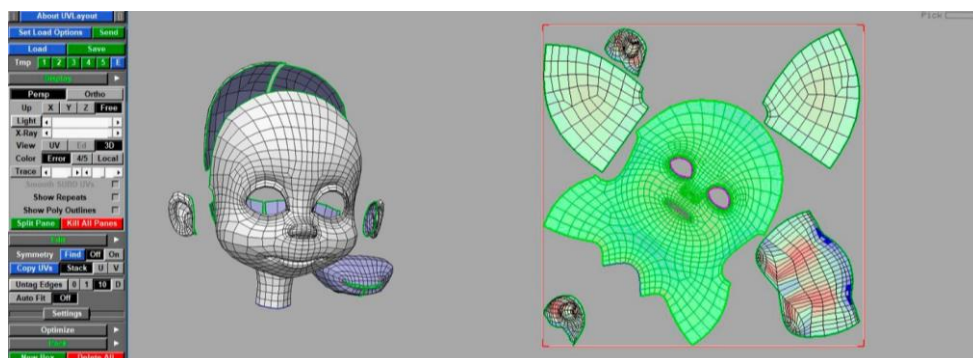 About UVLayout
Pick
Set Load Options Send
Load Save
Tmp 1 2 3 4 5 E
Display
Persp Ortho
Up X Y Z Free
Light
X-Ray
View UV Ed 3D
Color Error 4/5 Local
Trace
Smooth SUBD UVs
Show Repeats
Show Poly Outlines
Split Pane Kill All Panes
Edit
Symmetry Find Off On
Copy UVs Stack U V
Untag Edges 0 1 10 D
Auto Fit Off
Settings
Optimize
Pack
New Box Delete All